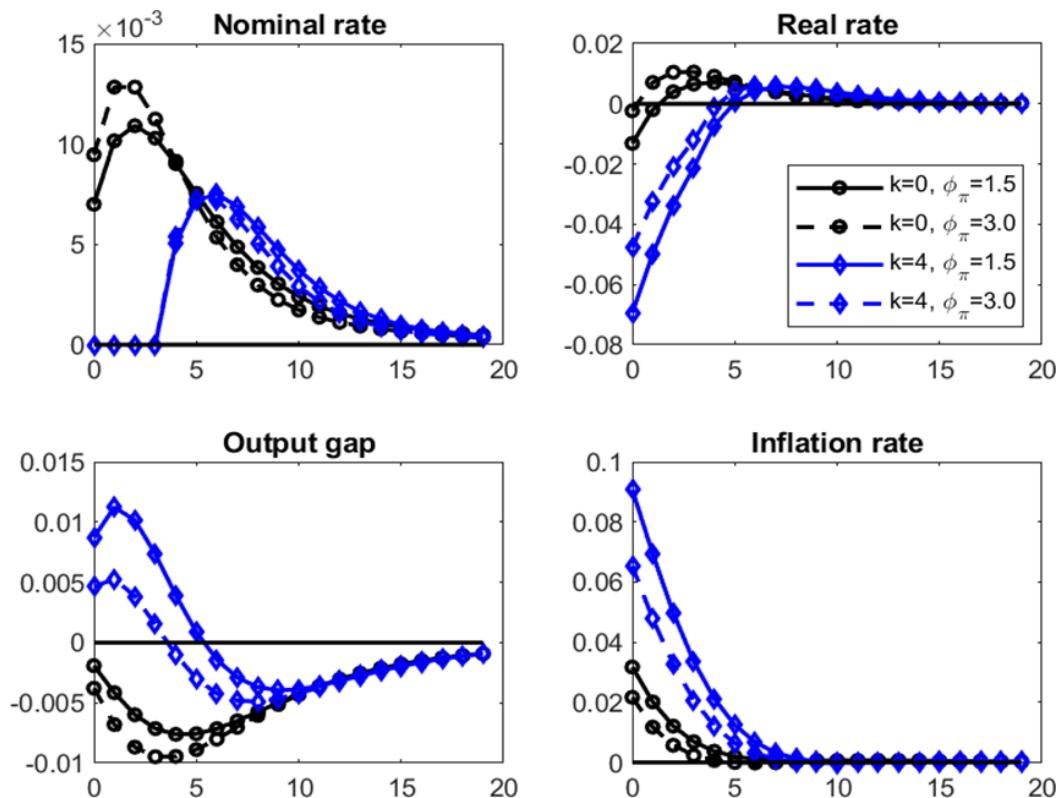 Nominal rate
×10⁻³
15
10
5
0
0 5 10 15 20
Real rate
0.02
0
-0.02
-0.04
-0.06
-0.08
0 5 10 15 20
k=0, ϕπ=1.5
k=0, ϕπ=3.0
k=4, ϕπ=1.5
k=4, ϕπ=3.0
Output gap
0.015
0.01
0.005
0
-0.005
-0.01
0 5 10 15 20
Inflation rate
0.1
0.08
0.06
0.04
0.02
0
0 5 10 15 20